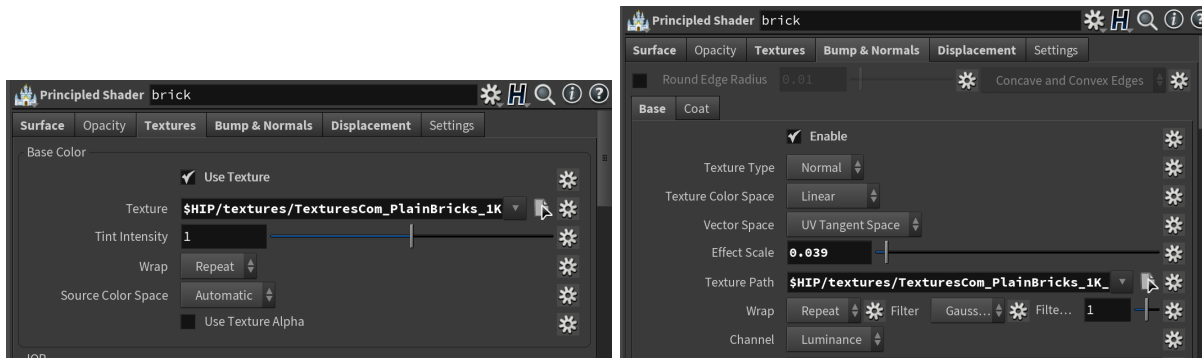 Principled Shader brick
Surface Opacity Textures Bump & Normals Displacement Settings
Base Color
Use Texture
Texture $HIP/textures/TexturesCom_PlainBricks_1K
Tint Intensity 1
Wrap Repeat
Source Color Space Automatic
Use Texture Alpha
IOR
Principled Shader brick
Surface Opacity Textures Bump & Normals Displacement Settings
Round Edge Radius 0.01 Concave and Convex Edges
Base Coat
Enable
Texture Type Normal
Texture Color Space Linear
Vector Space UV Tangent Space
Effect Scale 0.039
Texture Path $HIP/textures/TexturesCom_PlainBricks_1K_
Wrap Repeat Filter Gauss... Filte... 1
Channel Luminance